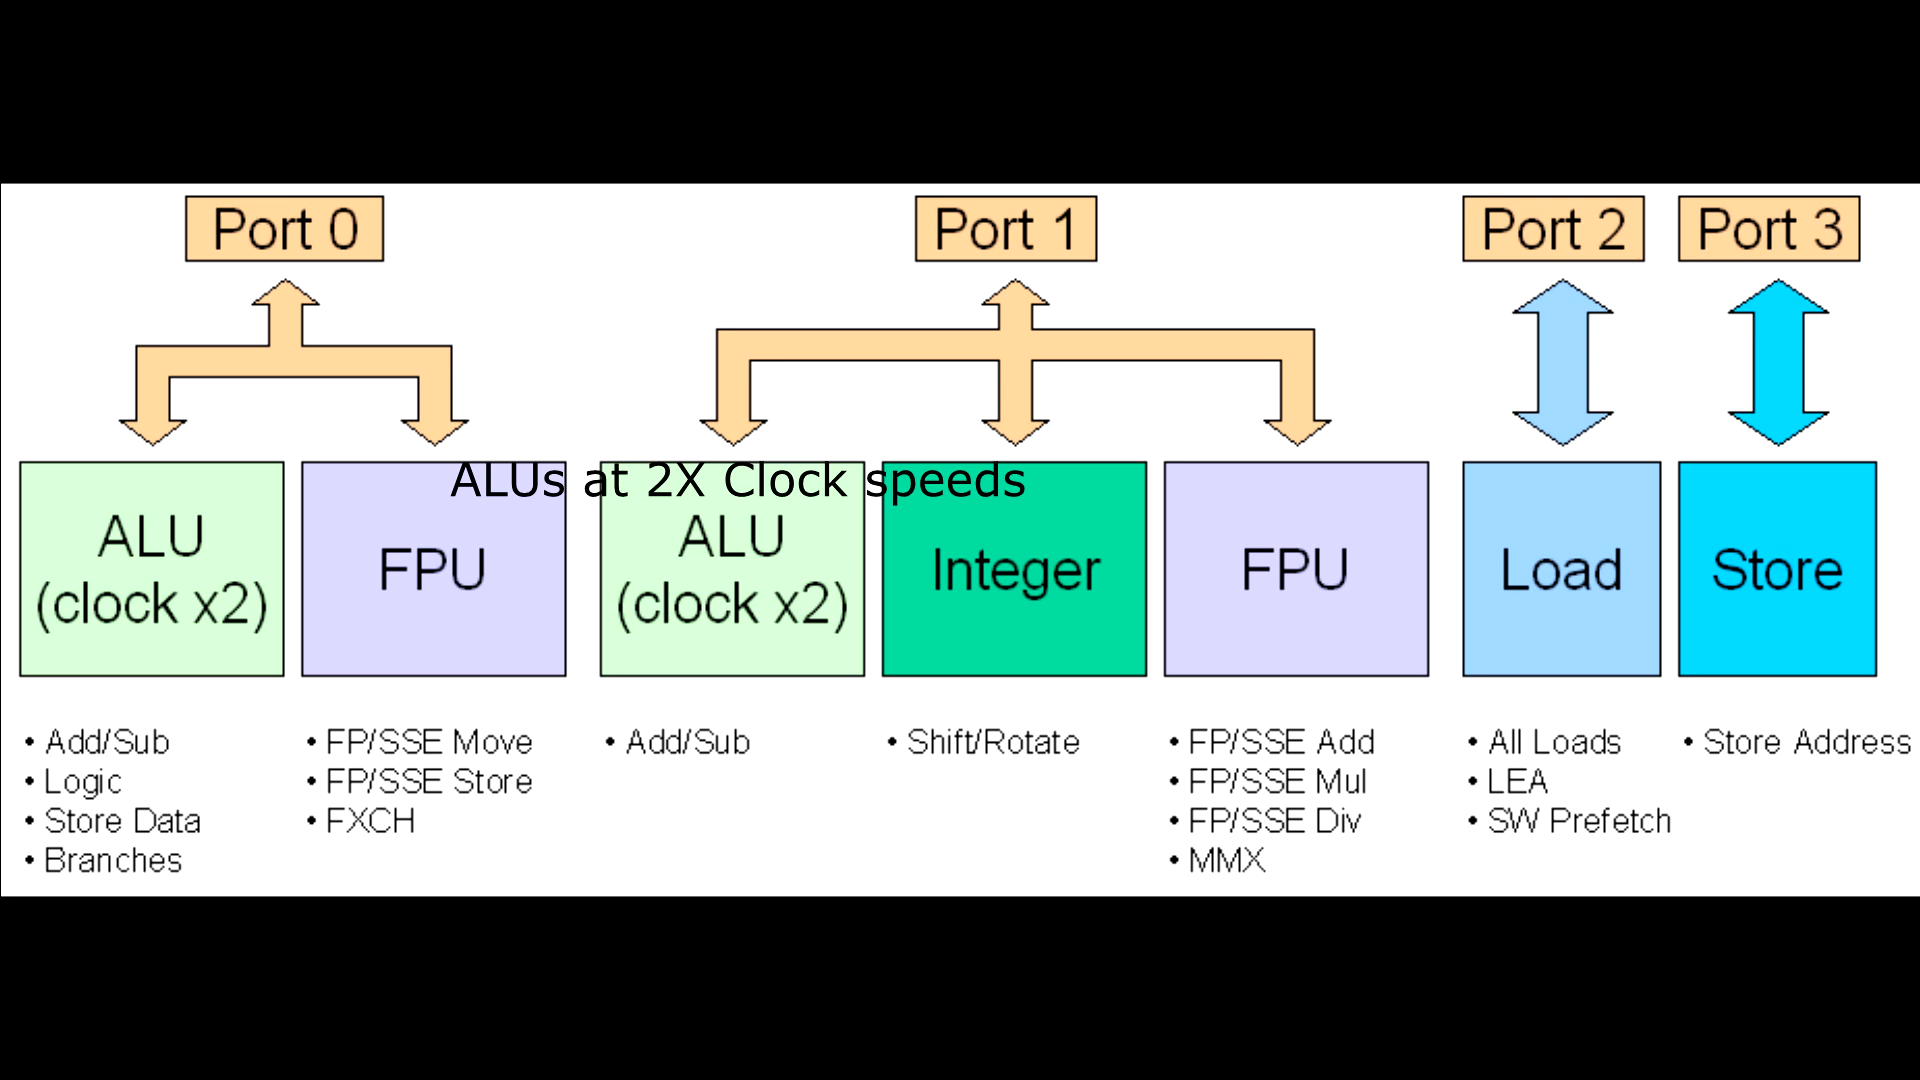 Port 0
Port 1
Port 2
Port 3
ALUs at 2X Clock speeds
ALU
(clock x2)
FPU
ALU
(clock x2)
Integer
FPU
Load
Store
• Add/Sub
• Logic
• Store Data
• Branches
• FP/SSE Move
• FP/SSE Store
• FXCH
• Add/Sub
• Shift/Rotate
• FP/SSE Add
• FP/SSE Mul
• FP/SSE Div
• MMX
• All Loads
• LEA
• SW Prefetch
• Store Address